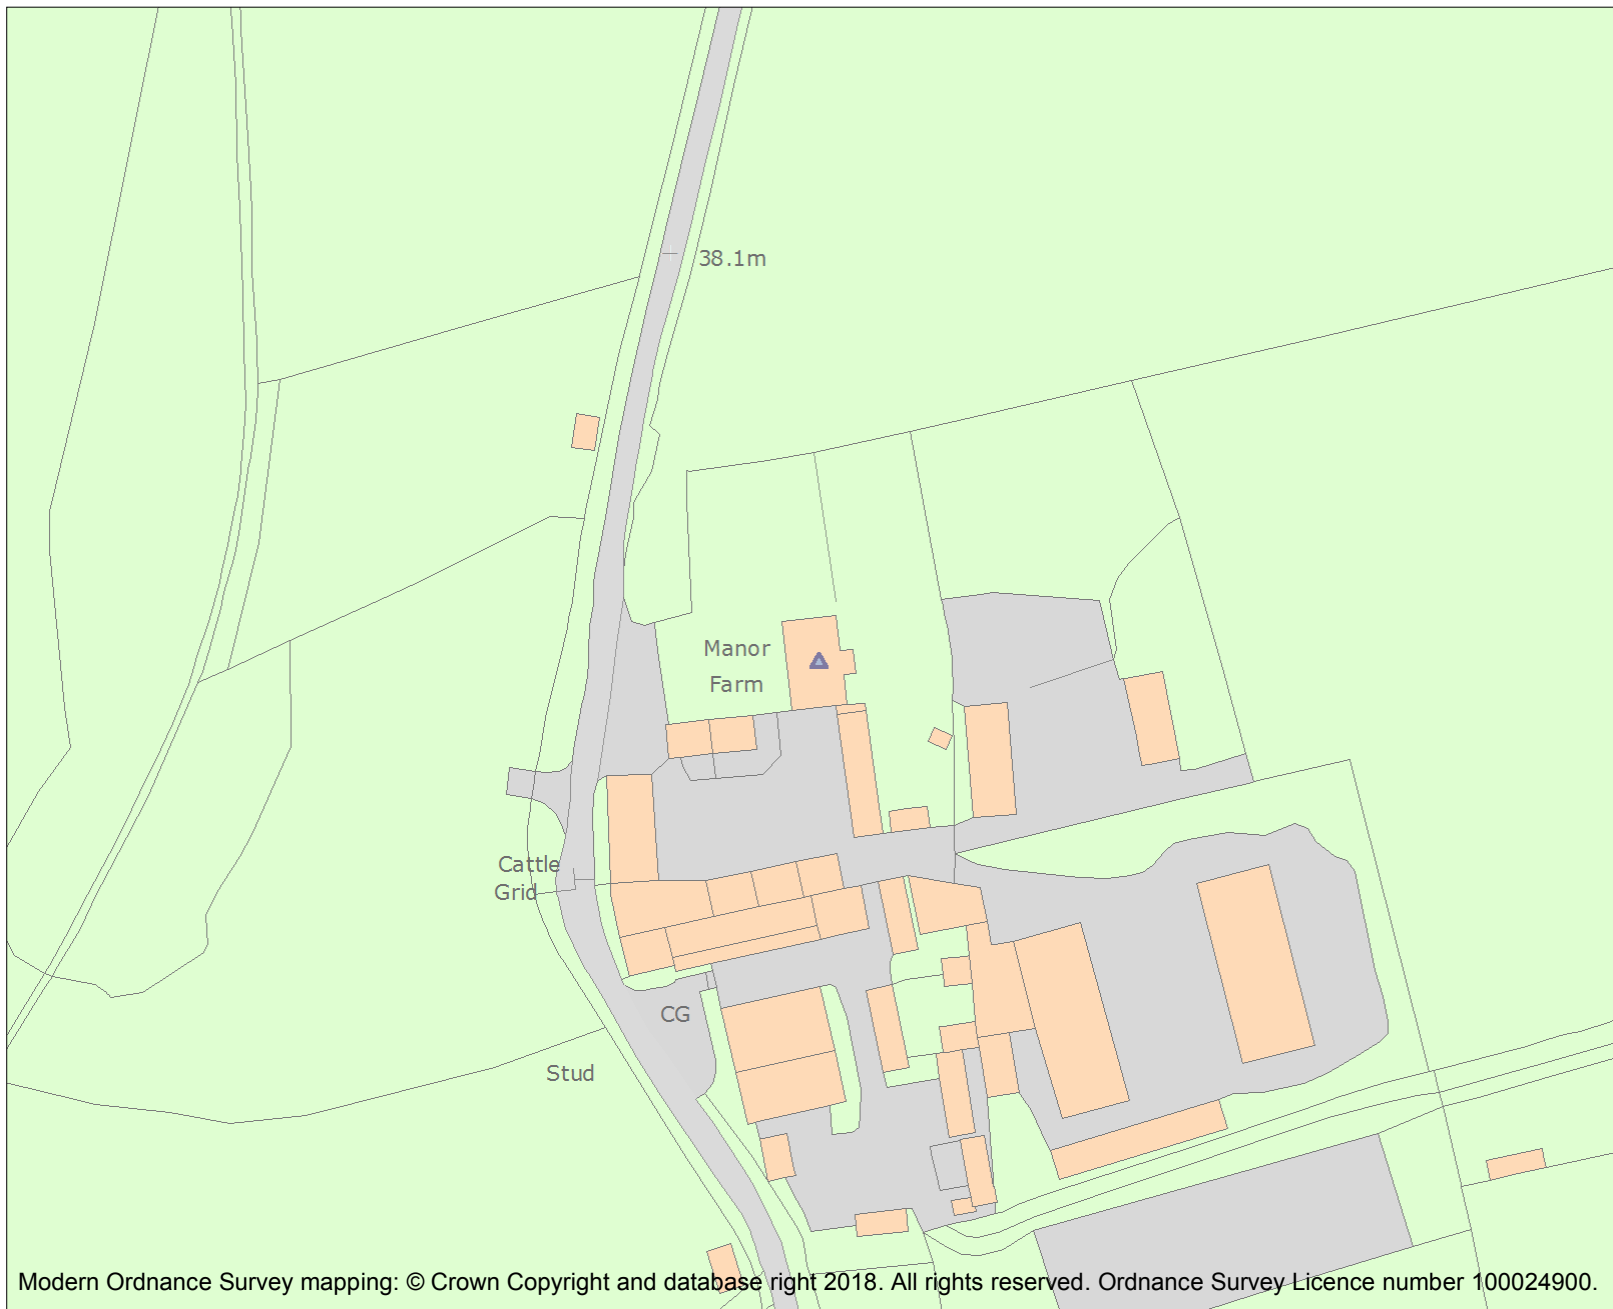 38.1m
Manor
Farm
Cattle
Grid
CG
Stud
Modern Ordnance Survey mapping: © Crown Copyright and database right 2018. All rights reserved. Ordnance Survey Licence number 100024900.